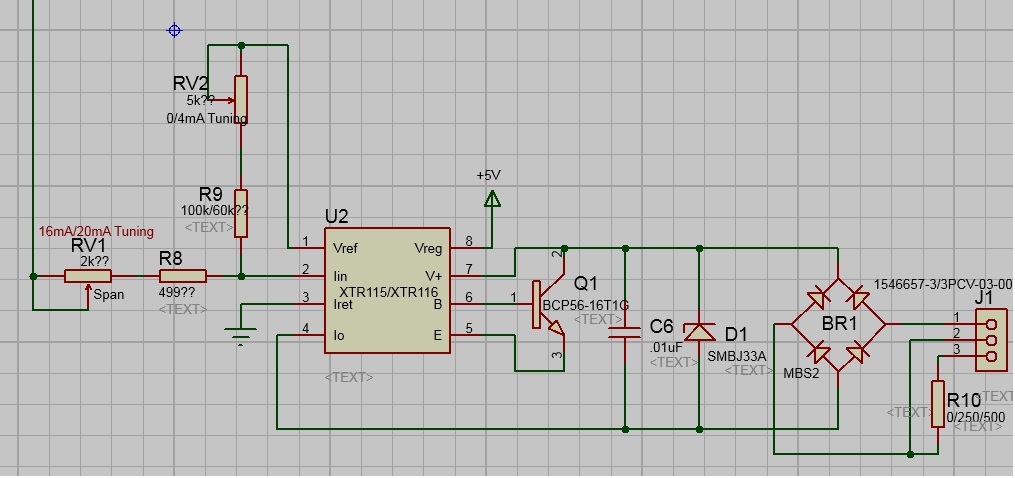 RV2
5k??
0/4mA Tuning
R9
100k/60k??
<TEXT>
16mA/20mA Tuning
RV1
2k??
Span
R8
499??
<TEXT>
U2
1 Vref
2 Iin
3 Iret
4 Io
Vreg 8
V+ 7
B 6
E 5
XTR115/XTR116
<TEXT>
+5V
Q1
BCP56-16T1G
<TEXT>
1
2
3
C6
.01uF
<TEXT>
D1
SMBJ33A
<TEXT>
BR1
MBS2
1546657-3/3PCV-03-00
J1
1
2
3
<TEXT>
R10
0/250/500
<TEXT>
<TEXT>